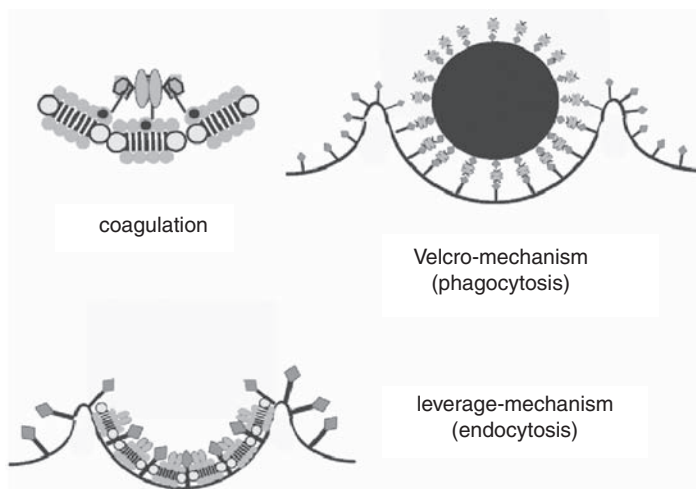 coagulation
Velcro-mechanism
(phagocytosis)
leverage-mechanism
(endocytosis)